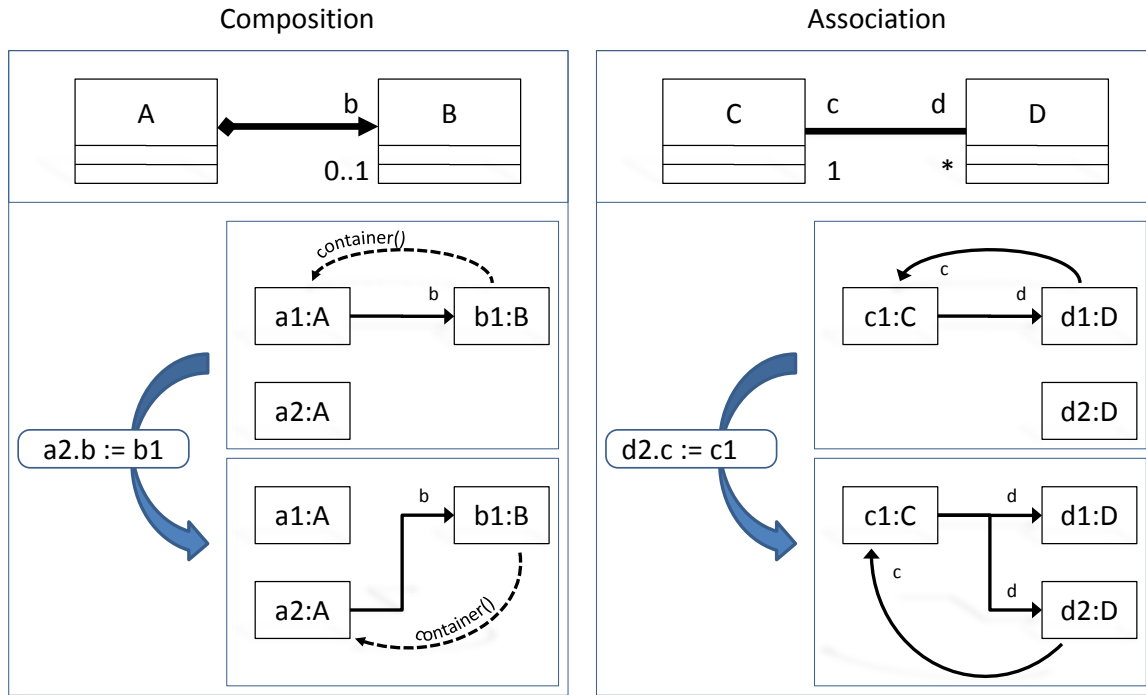 Composition
A
b
B
0..1
container()
a1:A
b
b1:B
a2:A
a2.b := b1
a1:A
b
b1:B
a2:A
container()
Association
C
c
d
D
1
*
c
c1:C
d
d1:D
d2:D
d2.c := c1
c1:C
d
d1:D
c
d
d2:D